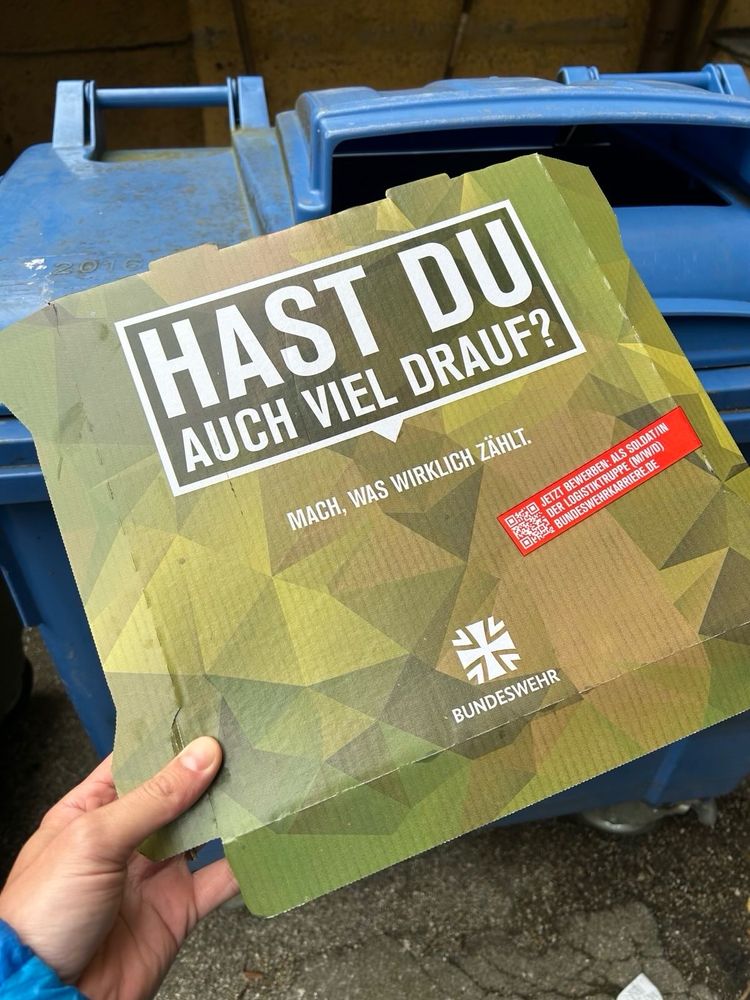 2016
HAST DU
AUCH VIEL DRAUF?
MACH, WAS WIRKLICH ZÄHLT.
JETZT BEWERBEN: ALS SOLDAT/IN
DER LOGISTIKTRUPPE (M/W/D)
BUNDESWEHRKARRIERE.DE
BUNDESWEHR